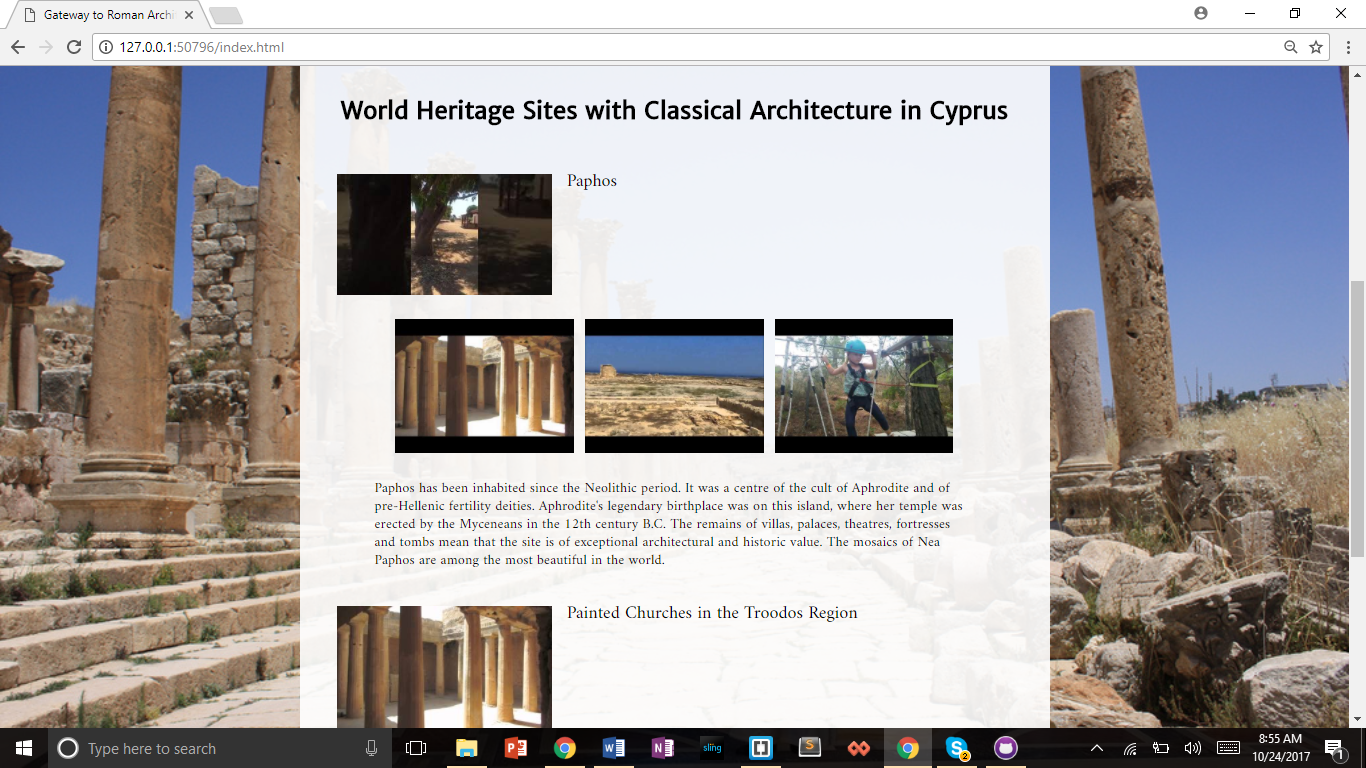 Gateway to Roman Archi
127.0.0.1:50796/index.html
World Heritage Sites with Classical Architecture in Cyprus
Paphos
Paphos has been inhabited since the Neolithic period. It was a centre of the cult of Aphrodite and of
pre-Hellenic fertility deities. Aphrodite's legendary birthplace was on this island, where her temple was
erected by the Myceneans in the 12th century B.C. The remains of villas, palaces, theatres, fortresses
and tombs mean that the site is of exceptional architectural and historic value. The mosaics of Nea
Paphos are among the most beautiful in the world.
Painted Churches in the Troodos Region
Type here to search
sling
2
8:55 AM
10/24/2017
1